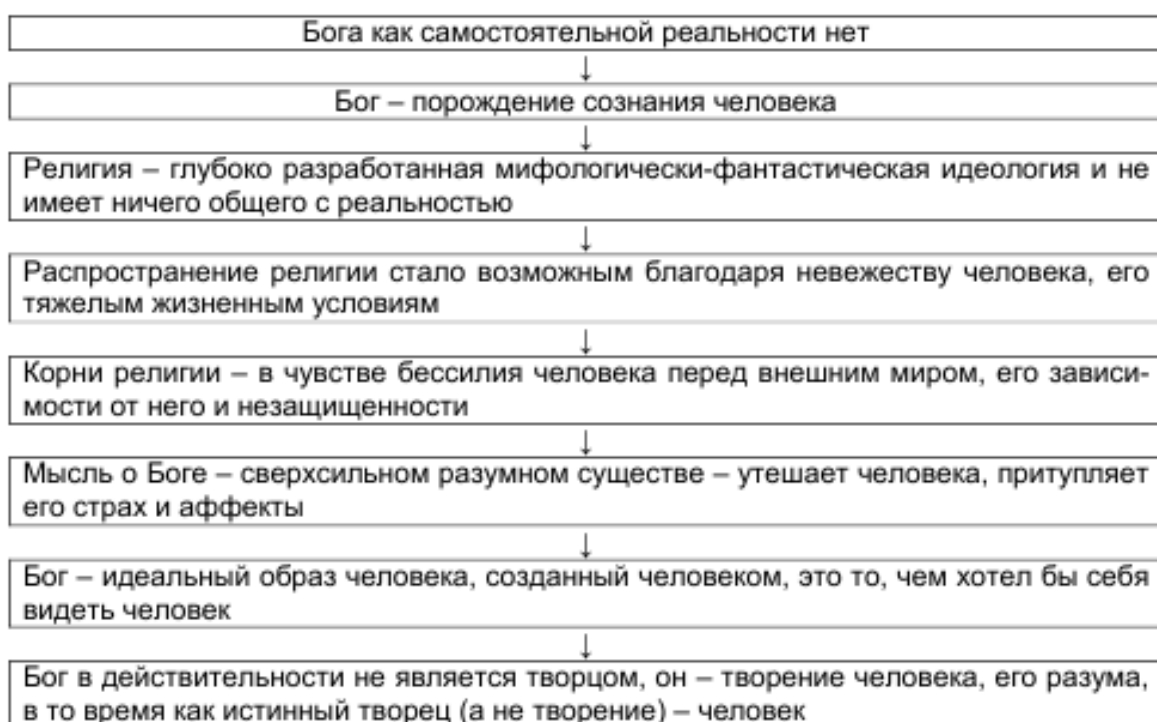 Бога как самостоятельной реальности нет
↓
Бог – порождение сознания человека
↓
Религия – глубоко разработанная мифологически-фантастическая идеология и не
имеет ничего общего с реальностью
↓
Распространение религии стало возможным благодаря невежеству человека, его
тяжелым жизненным условиям
↓
Корни религии – в чувстве бессилия человека перед внешним миром, его зависи-
мости от него и незащищенности
↓
Мысль о Боге – сверхсильном разумном существе – утешает человека, притупляет
его страх и аффекты
↓
Бог – идеальный образ человека, созданный человеком, это то, чем хотел бы себя
видеть человек
↓
Бог в действительности не является творцом, он – творение человека, его разума,
в то время как истинный творец (а не творение) – человек